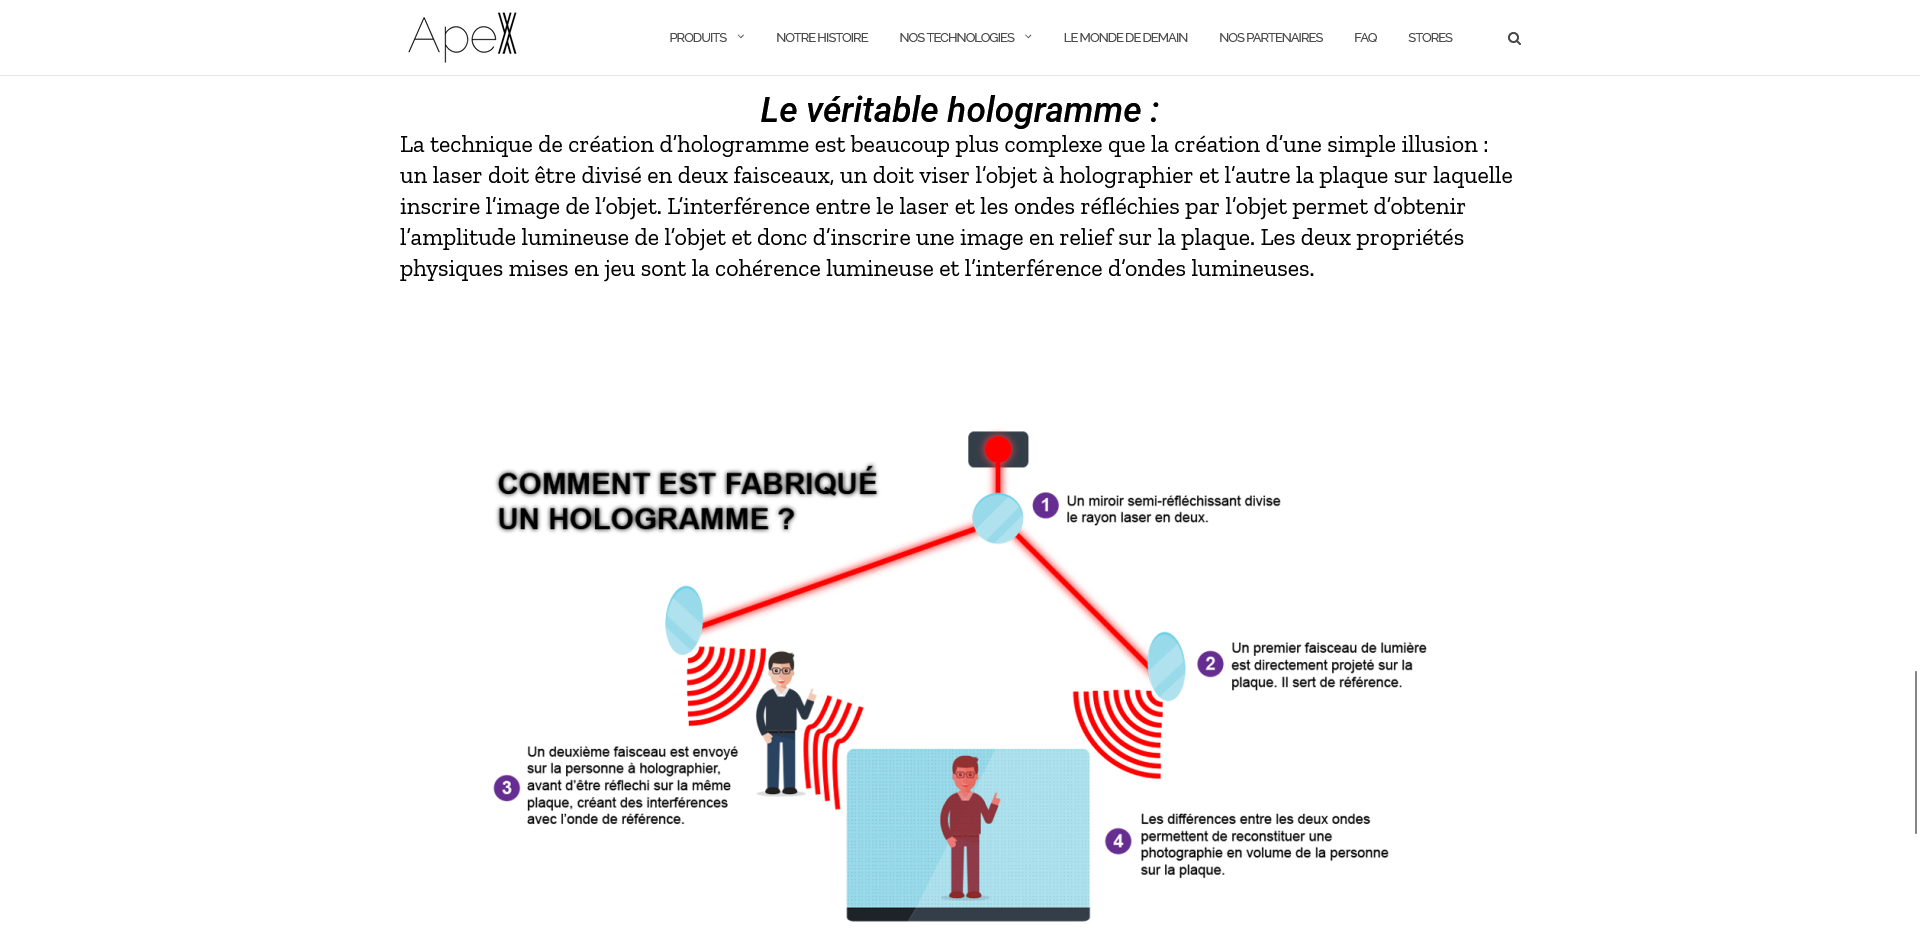 ApeX
PRODUITS
NOTRE HISTOIRE
NOS TECHNOLOGIES
LE MONDE DE DEMAIN
NOS PARTENAIRES
FAQ
STORES
Le véritable hologramme :
La technique de création d’hologramme est beaucoup plus complexe que la création d’une simple illusion :
un laser doit être divisé en deux faisceaux, un doit viser l’objet à holographier et l’autre la plaque sur laquelle
inscrire l’image de l’objet. L’interférence entre le laser et les ondes réfléchies par l’objet permet d’obtenir
l’amplitude lumineuse de l’objet et donc d’inscrire une image en relief sur la plaque. Les deux propriétés
physiques mises en jeu sont la cohérence lumineuse et l’interférence d’ondes lumineuses.
COMMENT EST FABRIQUÉ
UN HOLOGRAMME ?
1
Un miroir semi-réfléchissant divise
le rayon laser en deux.
2
Un premier faisceau de lumière
est directement projeté sur la
plaque. Il sert de référence.
3
Un deuxième faisceau est envoyé
sur la personne à holographier,
avant d’être réflechi sur la même
plaque, créant des interférences
avec l’onde de référence.
4
Les différences entre les deux ondes
permettent de reconstituer une
photographie en volume de la personne
sur la plaque.